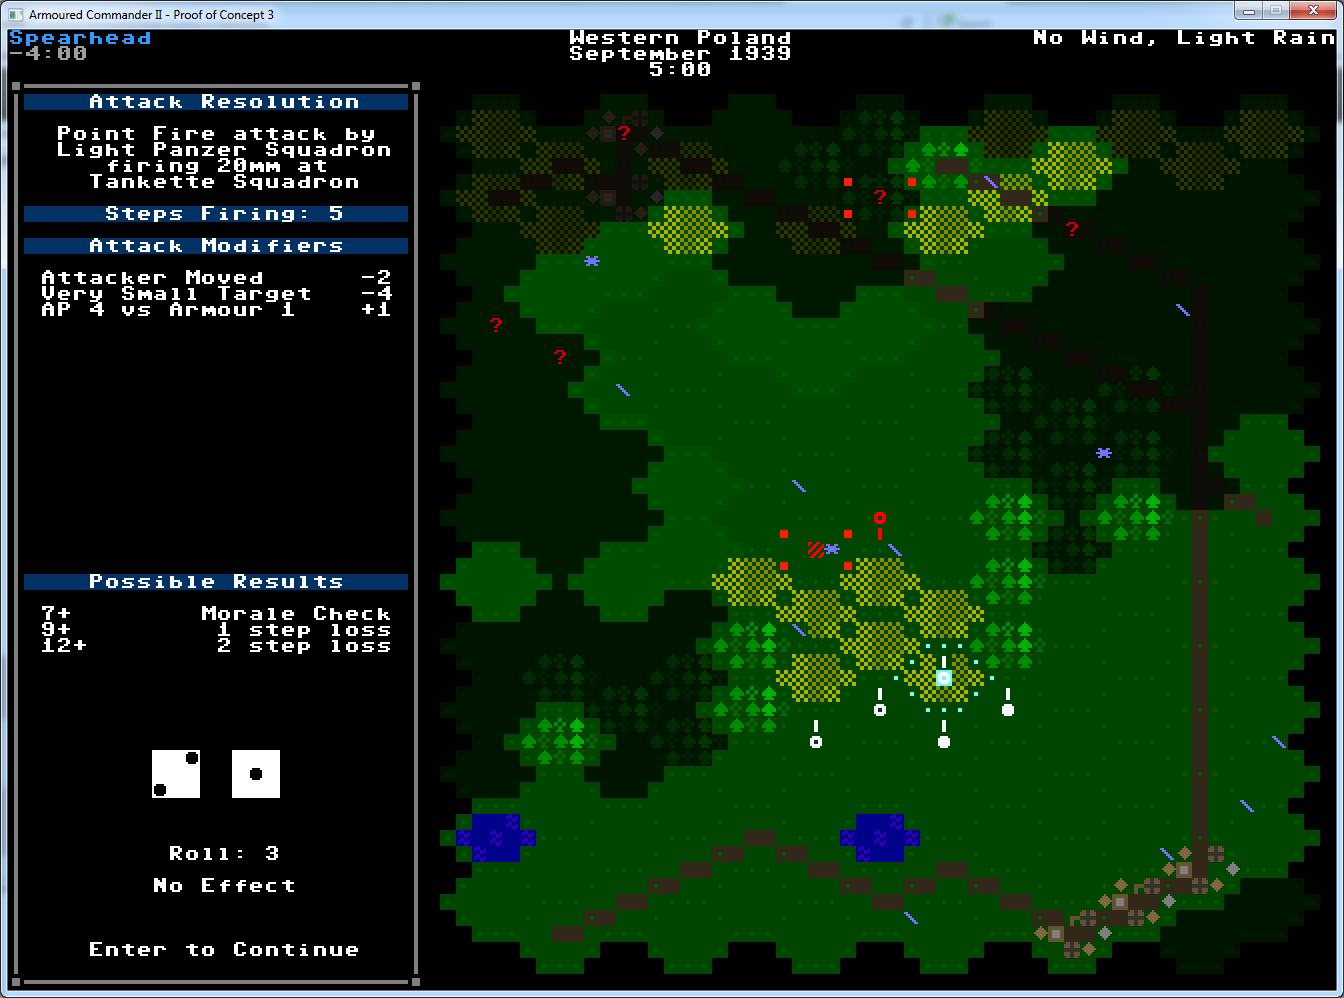 Armoured Commander II - Proof of Concept 3
Spearhead
-4:00
Western Poland
September 1939
5:00
No Wind, Light Rain
Attack Resolution
Point Fire attack by
Light Panzer Squadron
firing 20mm at
Tankette Squadron
Steps Firing: 5
Attack Modifiers
Attacker Moved -2
Very Small Target -4
AP 4 vs Armour 1 +1
Possible Results
7+ Morale Check
9+ 1 step loss
12+ 2 step loss
Roll: 3
No Effect
Enter to Continue
?
?
?
?
?